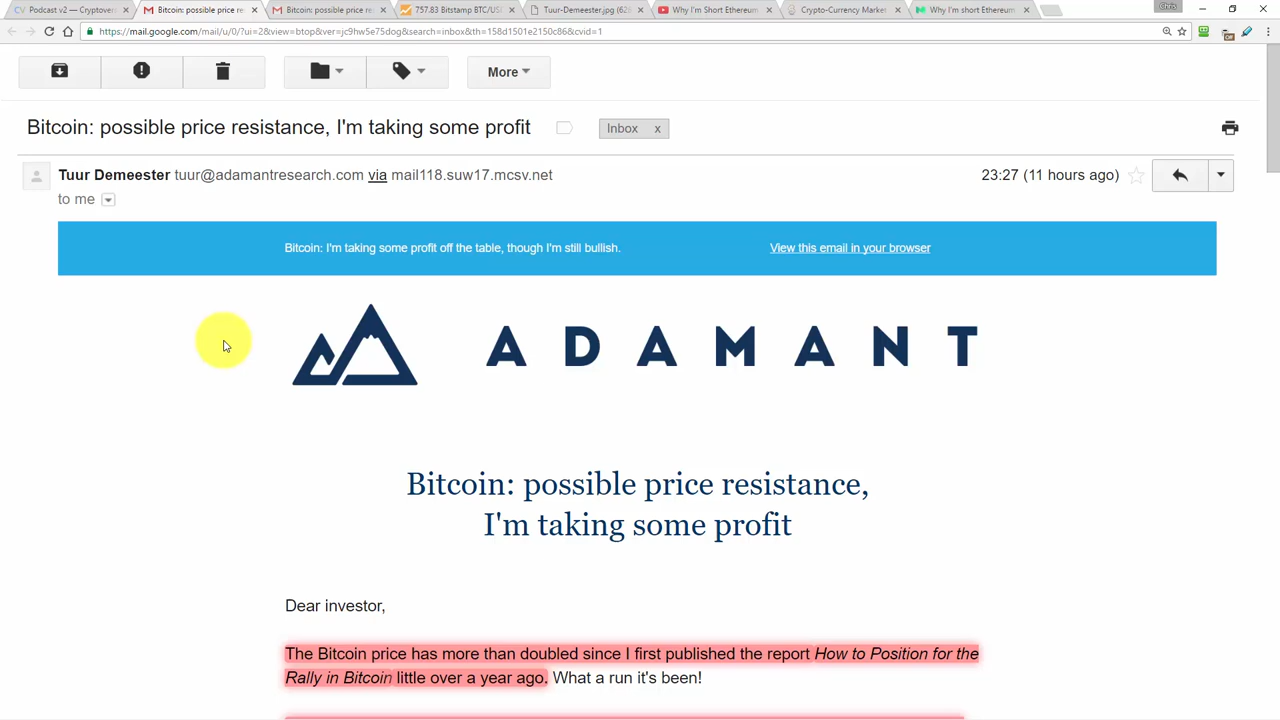 CV Podcast v2 — Cryptover
Bitcoin: possible price re
Bitcoin: possible price res
757.83 Bitstamp BTC/USD
Tuur-Demeester.jpg (628
Why I'm Short Ethereum
Crypto-Currency Market
Why I'm short Ethereum
Chris
https://mail.google.com/mail/u/0/?ui=2&view=btop&ver=jc9hw5e75dog&search=inbox&th=158d1501e2150c86&cvid=1
More
Bitcoin: possible price resistance, I'm taking some profit
Inbox x
Tuur Demeester tuur@adamantresearch.com via mail118.suw17.mcsv.net
23:27 (11 hours ago)
to me
Bitcoin: I'm taking some profit off the table, though I'm still bullish.
View this email in your browser
ADAMANT
Bitcoin: possible price resistance,
I'm taking some profit
Dear investor,
The Bitcoin price has more than doubled since I first published the report How to Position for the
Rally in Bitcoin little over a year ago. What a run it's been!